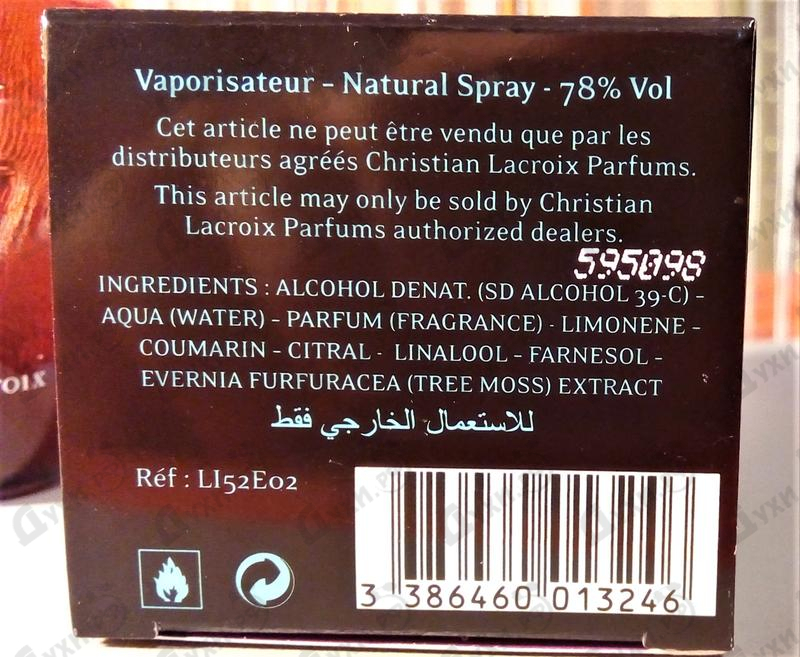 Vaporisateur - Natural Spray - 78% Vol
Cet article ne peut être vendu que par les
distributeurs agréés Christian Lacroix Parfums.
This article may only be sold by Christian
Lacroix Parfums authorized dealers.
595098
INGREDIENTS : ALCOHOL DENAT. (SD ALCOHOL 39-C) –
AQUA (WATER) – PARFUM (FRAGRANCE) - LIMONENE –
COUMARIN – CITRAL - LINALOOL – FARNESOL –
EVERNIA FURFURACEA (TREE MOSS) EXTRACT
للاستعمال الخارجي فقط
Réf : LI52E02
3 386460 013246